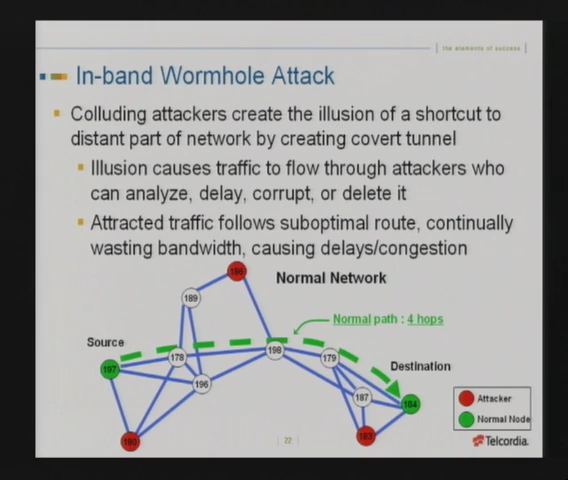 the elements of success
In-band Wormhole Attack
Colluding attackers create the illusion of a shortcut to
distant part of network by creating covert tunnel
Illusion causes traffic to flow through attackers who
can analyze, delay, corrupt, or delete it
Attracted traffic follows suboptimal route, continually
wasting bandwidth, causing delays/congestion
Normal Network
189
Normal path : 4 hops
Source
178
198
179
Destination
197
196
187
184
Attacker
Normal Node
22
Telcordia.